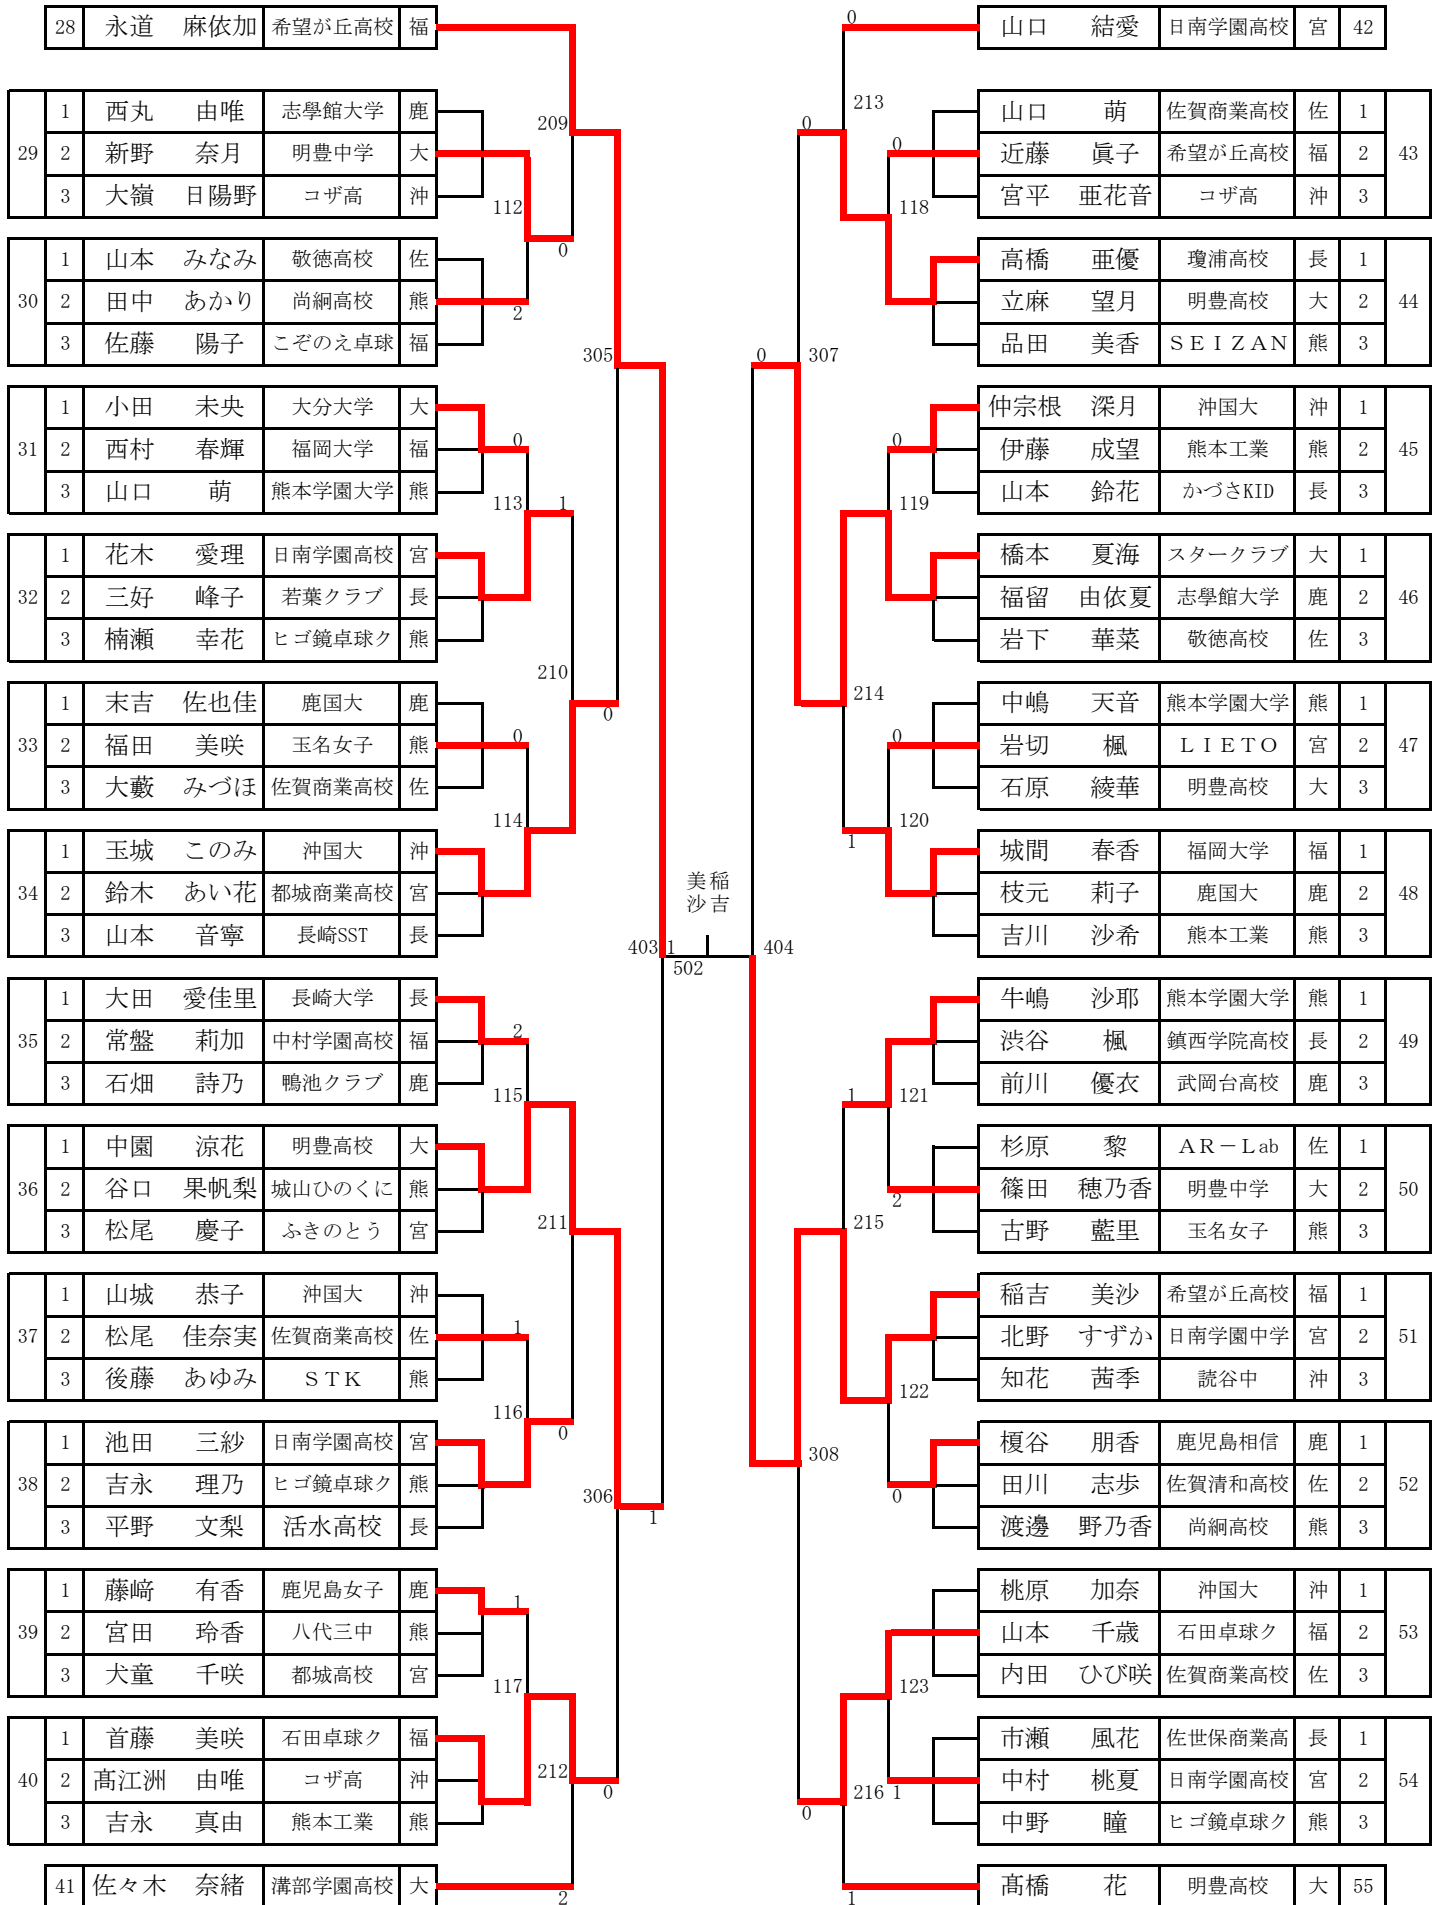 28 永道 麻依加 希望が丘高校 福
29
1 西丸 由唯 志學館大学 鹿
2 新野 奈月 明豊中学 大
3 大嶺 日陽野 コザ高 沖
30
1 山本 みなみ 敬徳高校 佐
2 田中 あかり 尚絅高校 熊
3 佐藤 陽子 こぞのえ卓球 福
31
1 小田 未央 大分大学 大
2 西村 春輝 福岡大学 福
3 山口 萌 熊本学園大学 熊
32
1 花木 愛理 日南学園高校 宮
2 三好 峰子 若葉クラブ 長
3 楠瀬 幸花 ヒゴ鏡卓球ク 熊
33
1 末吉 佐也佳 鹿国大 鹿
2 福田 美咲 玉名女子 熊
3 大藪 みづほ 佐賀商業高校 佐
34
1 玉城 このみ 沖国大 沖
2 鈴木 あい花 都城商業高校 宮
3 山本 音寧 長崎SST 長
35
1 大田 愛佳里 長崎大学 長
2 常盤 莉加 中村学園高校 福
3 石畑 詩乃 鴨池クラブ 鹿
36
1 中園 涼花 明豊高校 大
2 谷口 果帆梨 城山ひのくに 熊
3 松尾 慶子 ふきのとう 宮
37
1 山城 恭子 沖国大 沖
2 松尾 佳奈実 佐賀商業高校 佐
3 後藤 あゆみ ＳＴＫ 熊
38
1 池田 三紗 日南学園高校 宮
2 吉永 理乃 ヒゴ鏡卓球ク 熊
3 平野 文梨 活水高校 長
39
1 藤﨑 有香 鹿児島女子 鹿
2 宮田 玲香 八代三中 熊
3 犬童 千咲 都城高校 宮
40
1 首藤 美咲 石田卓球ク 福
2 髙江洲 由唯 コザ高 沖
3 吉永 真由 熊本工業 熊
41 佐々木 奈緒 溝部学園高校 大
209
112
0
2
305
0
113 1
210
0
0
114
403 1
2
115
211
1
116
0
306
1
1
117
212
0
2
稲吉
美沙
502
404
0
213
0
0
118
0 307
0
119
214
0
120
1
1 121
2
215
122
308
0
123
216 1
0
1
山口 結愛 日南学園高校 宮 42
山口 萌 佐賀商業高校 佐 1
近藤 眞子 希望が丘高校 福 2
宮平 亜花音 コザ高 沖 3
43
高橋 亜優 瓊浦高校 長 1
立麻 望月 明豊高校 大 2
品田 美香 ＳＥＩＺＡＮ 熊 3
44
仲宗根 深月 沖国大 沖 1
伊藤 成望 熊本工業 熊 2
山本 鈴花 かづさKID 長 3
45
橋本 夏海 スタークラブ 大 1
福留 由依夏 志學館大学 鹿 2
岩下 華菜 敬徳高校 佐 3
46
中嶋 天音 熊本学園大学 熊 1
岩切 楓 ＬＩＥＴＯ 宮 2
石原 綾華 明豊高校 大 3
47
城間 春香 福岡大学 福 1
枝元 莉子 鹿国大 鹿 2
吉川 沙希 熊本工業 熊 3
48
牛嶋 沙耶 熊本学園大学 熊 1
渋谷 楓 鎮西学院高校 長 2
前川 優衣 武岡台高校 鹿 3
49
杉原 黎 ＡＲ－Ｌab 佐 1
篠田 穂乃香 明豊中学 大 2
古野 藍里 玉名女子 熊 3
50
稲吉 美沙 希望が丘高校 福 1
北野 すずか 日南学園中学 宮 2
知花 茜季 読谷中 沖 3
51
榎谷 朋香 鹿児島相信 鹿 1
田川 志歩 佐賀清和高校 佐 2
渡邊 野乃香 尚絅高校 熊 3
52
桃原 加奈 沖国大 沖 1
山本 千歳 石田卓球ク 福 2
内田 ひび咲 佐賀商業高校 佐 3
53
市瀬 風花 佐世保商業高 長 1
中村 桃夏 日南学園高校 宮 2
中野 瞳 ヒゴ鏡卓球ク 熊 3
54
髙橋 花 明豊高校 大 55